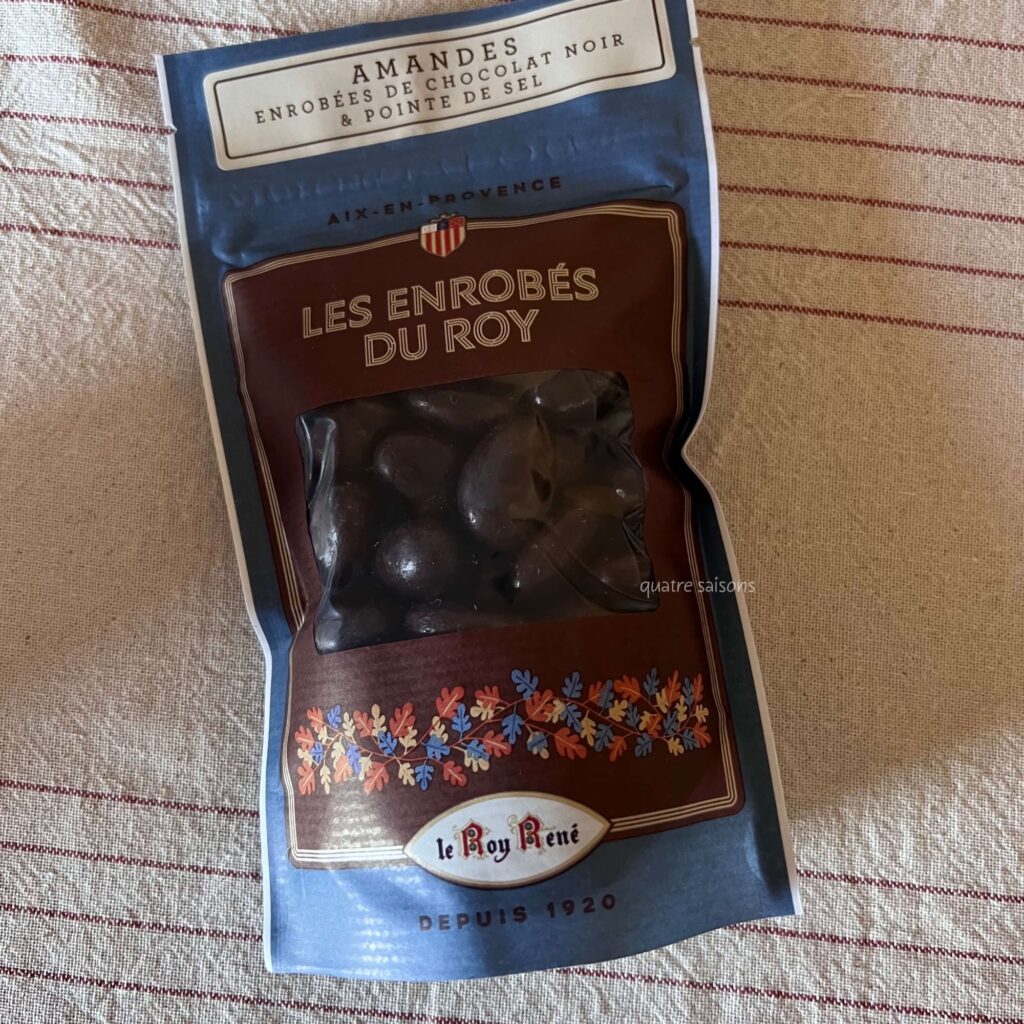 AMANDES
ENROBÉES DE CHOCOLAT NOIR
& POINTE DE SEL
AIX-EN-PROVENCE
LES ENROBÉS
DU ROY
quatre saisons
le Roy René
DEPUIS 1920